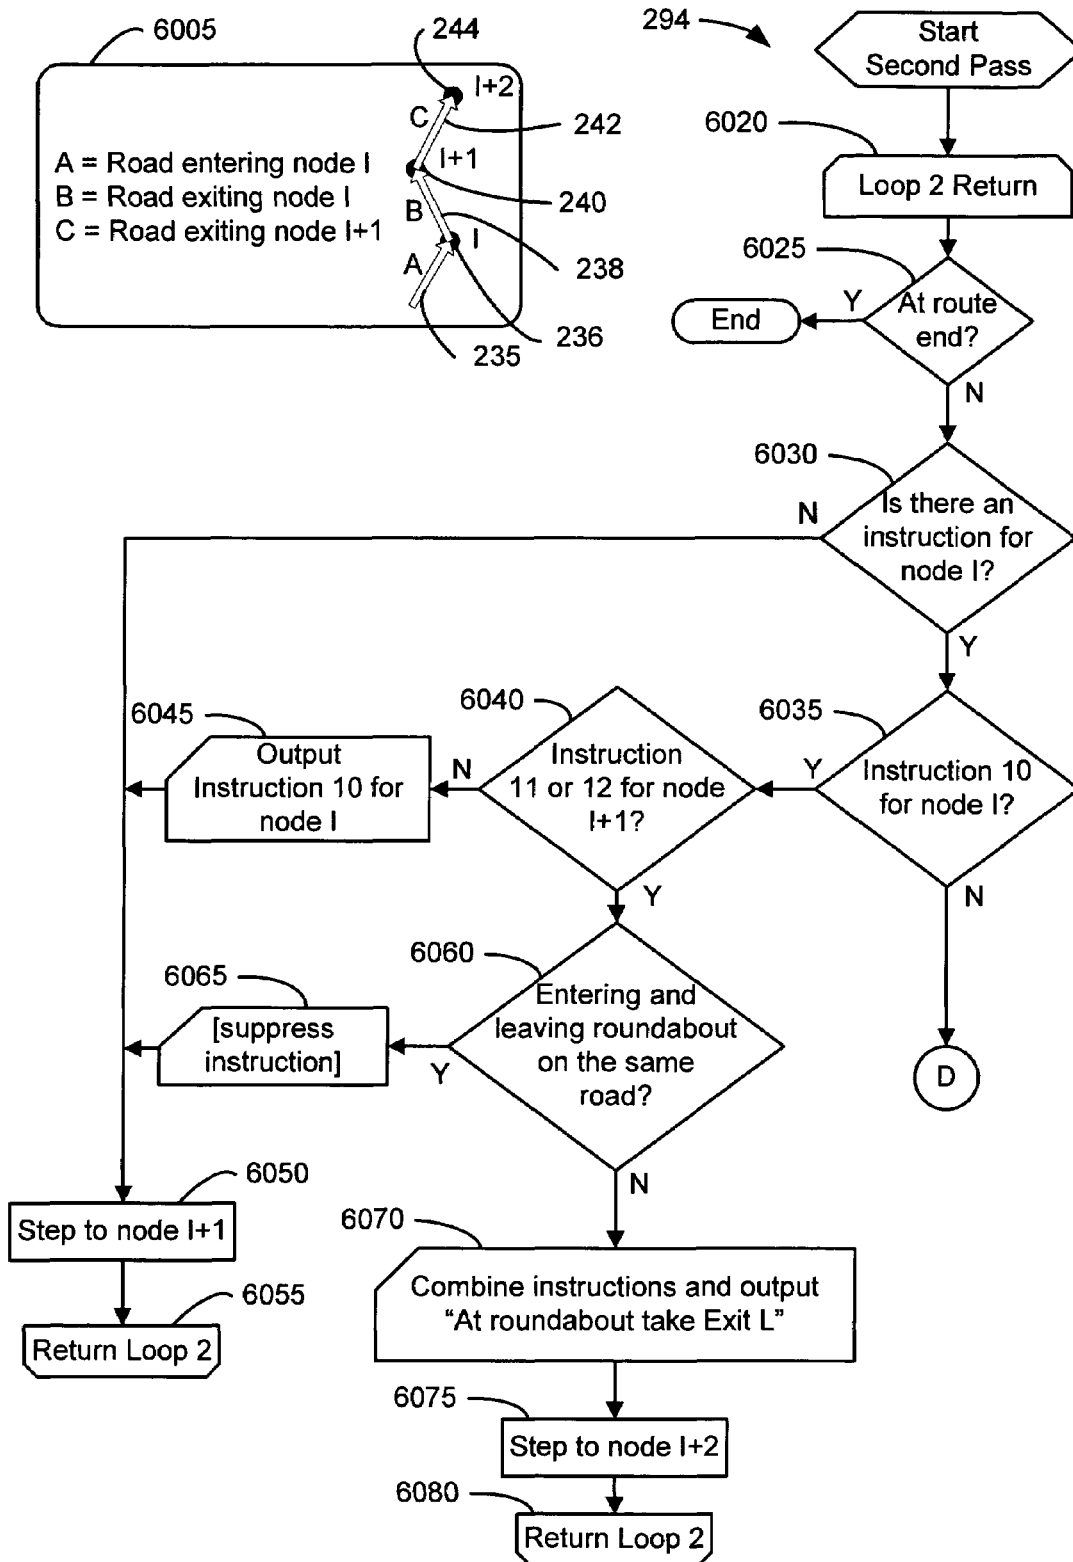 6005
244
294
Start
Second Pass
I+2
C
242
6020
I+1
Loop 2 Return
A = Road entering node I
B = Road exiting node I
C = Road exiting node I+1
B
240
I
A
238
6025
At route
end?
Y
End
N
235
236
6030
Is there an
instruction for
node I?
N
Y
6045
Output
Instruction 10 for
node I
6040
Instruction
11 or 12 for node
I+1?
N
Y
6035
Instruction 10
for node I?
Y
N
6065
[suppress
instruction]
6060
Entering and
leaving roundabout
on the same
road?
Y
N
D
6050
Step to node I+1
6055
Return Loop 2
6070
Combine instructions and output
“At roundabout take Exit L”
6075
Step to node I+2
6080
Return Loop 2